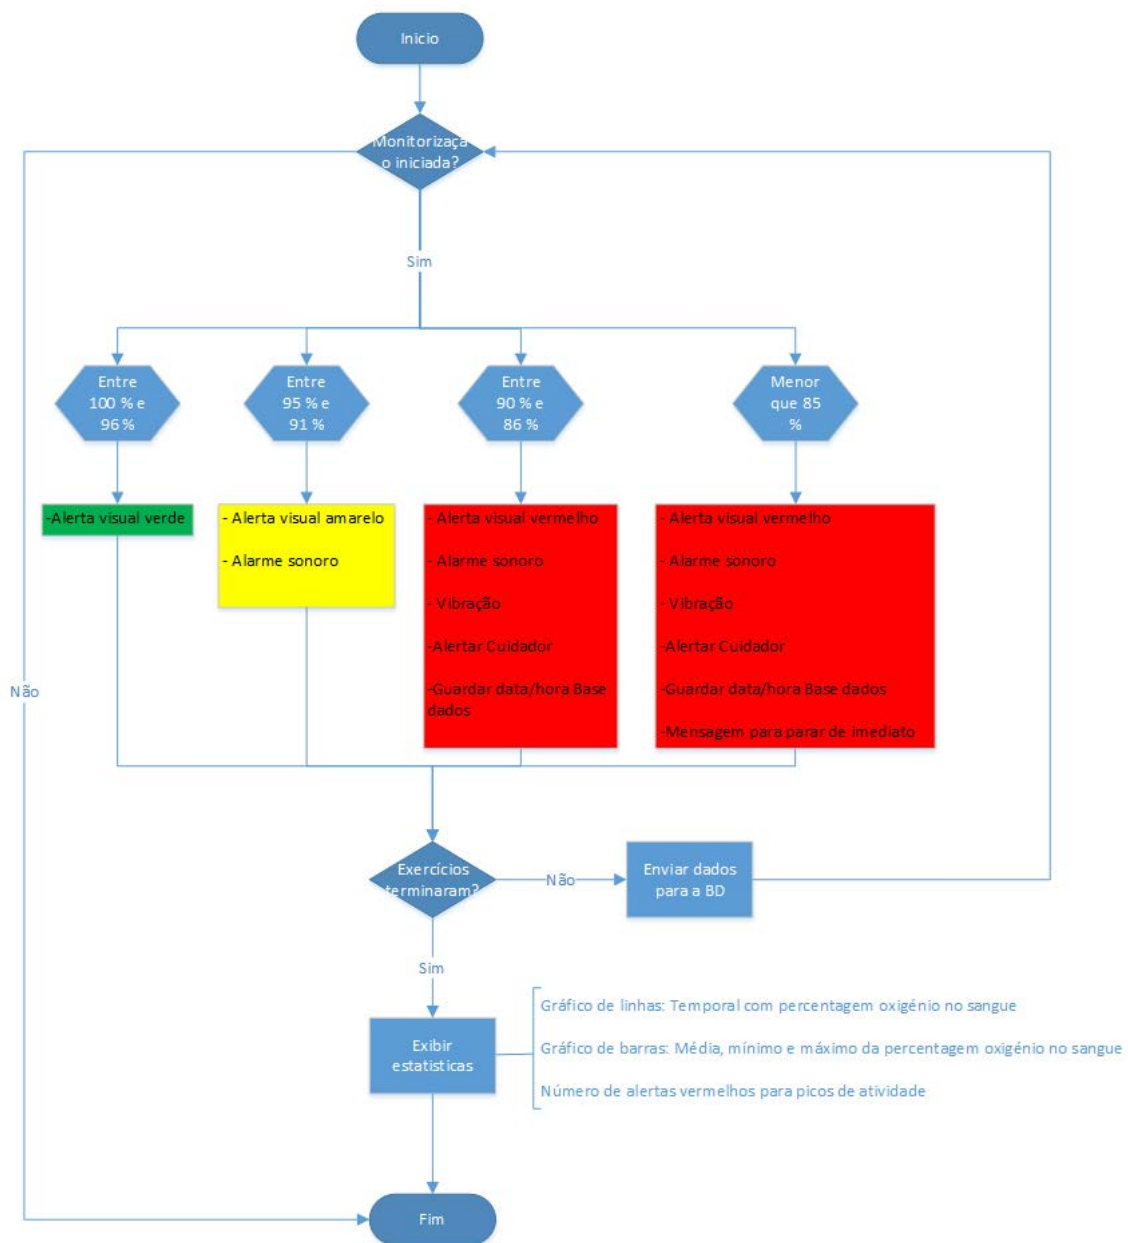 Inicio
Monitorizaçã
o iniciada?
Sim
Entre
100 % e
96 %
Entre
95 % e
91 %
Entre
90 % e
86 %
Menor
que 85
%
-Alerta visual verde
- Alerta visual amarelo
- Alarme sonoro
- Alerta visual vermelho
- Alarme sonoro
- Vibração
-Alertar Cuidador
-Guardar data/hora Base
dados
- Alerta visual vermelho
- Alarme sonoro
- Vibração
-Alertar Cuidador
-Guardar data/hora Base dados
-Mensagem para parar de imediato
Não
Exercícios
terminaram?
Não
Enviar dados
para a BD
Sim
Exibir
estatisticas
Gráfico de linhas: Temporal com percentagem oxigénio no sangue
Gráfico de barras: Média, mínimo e máximo da percentagem oxigénio no sangue
Número de alertas vermelhos para picos de atividade
Fim